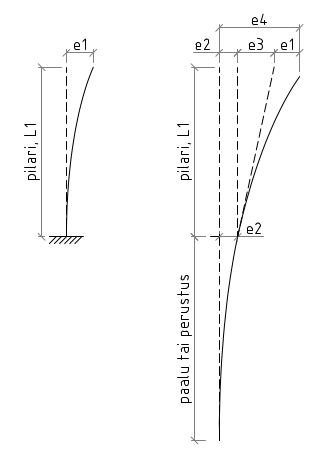 e4
e1
e2
e3
e1
pilari, L1
pilari, L1
e2
paalu tai perustus